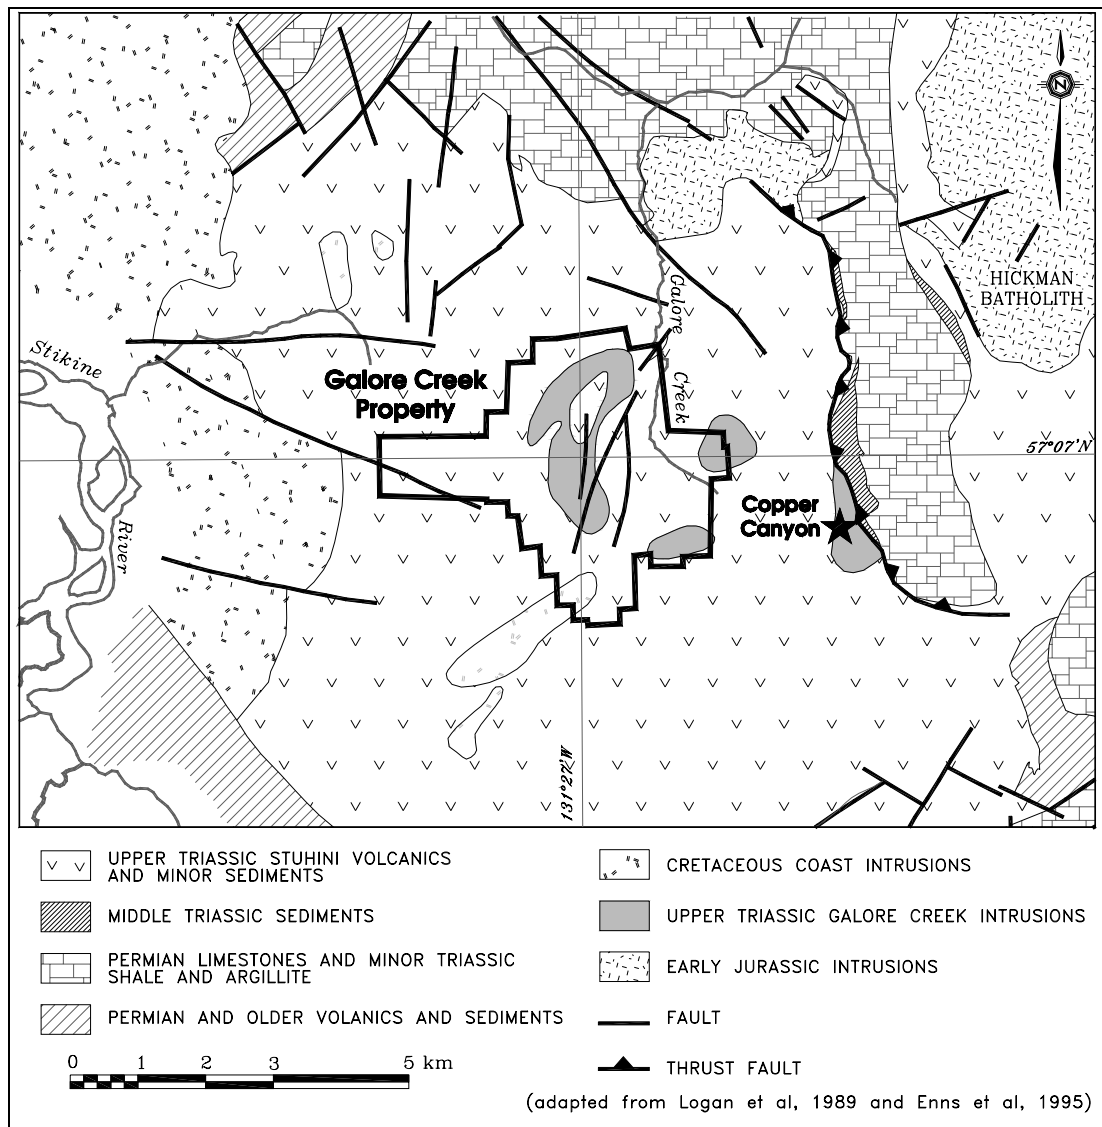 N
HICKMAN
BATHOLITH
Galore
Creek
Stikine
River
Galore Creek
Property
57°07'N
Copper
Canyon
131°27'W
UPPER TRIASSIC STUHINI VOLCANICS
AND MINOR SEDIMENTS
MIDDLE TRIASSIC SEDIMENTS
PERMIAN LIMESTONES AND MINOR TRIASSIC
SHALE AND ARGILLITE
PERMIAN AND OLDER VOLANICS AND SEDIMENTS
0 1 2 3 5 km
CRETACEOUS COAST INTRUSIONS
UPPER TRIASSIC GALORE CREEK INTRUSIONS
EARLY JURASSIC INTRUSIONS
FAULT
THRUST FAULT
(adapted from Logan et al, 1989 and Enns et al, 1995)